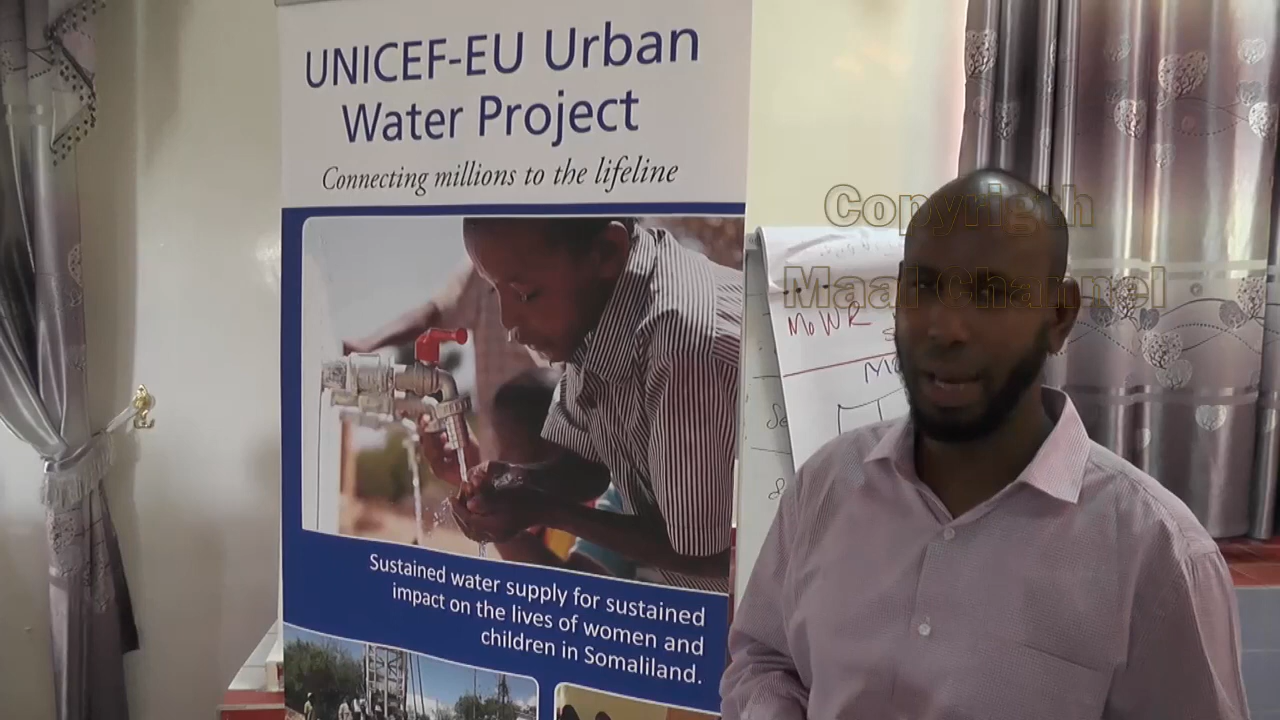 UNICEF-EU Urban
Water Project
Connecting millions to the lifeline
Copyrigth
Maal Channel
MoWR
Sustained water supply for sustained
impact on the lives of women and
children in Somaliland.